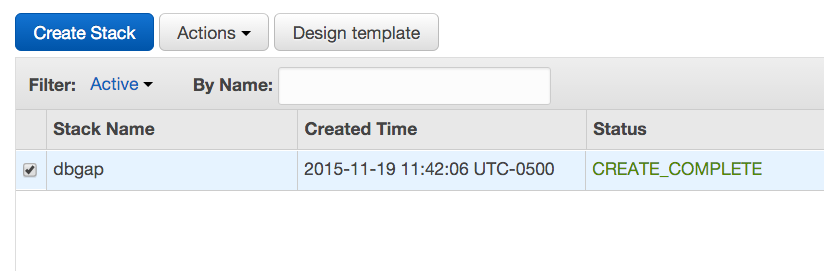 Create Stack Actions Design template
Filter: Active By Name:
Stack Name Created Time Status
dbgap 2015-11-19 11:42:06 UTC-0500 CREATE_COMPLETE